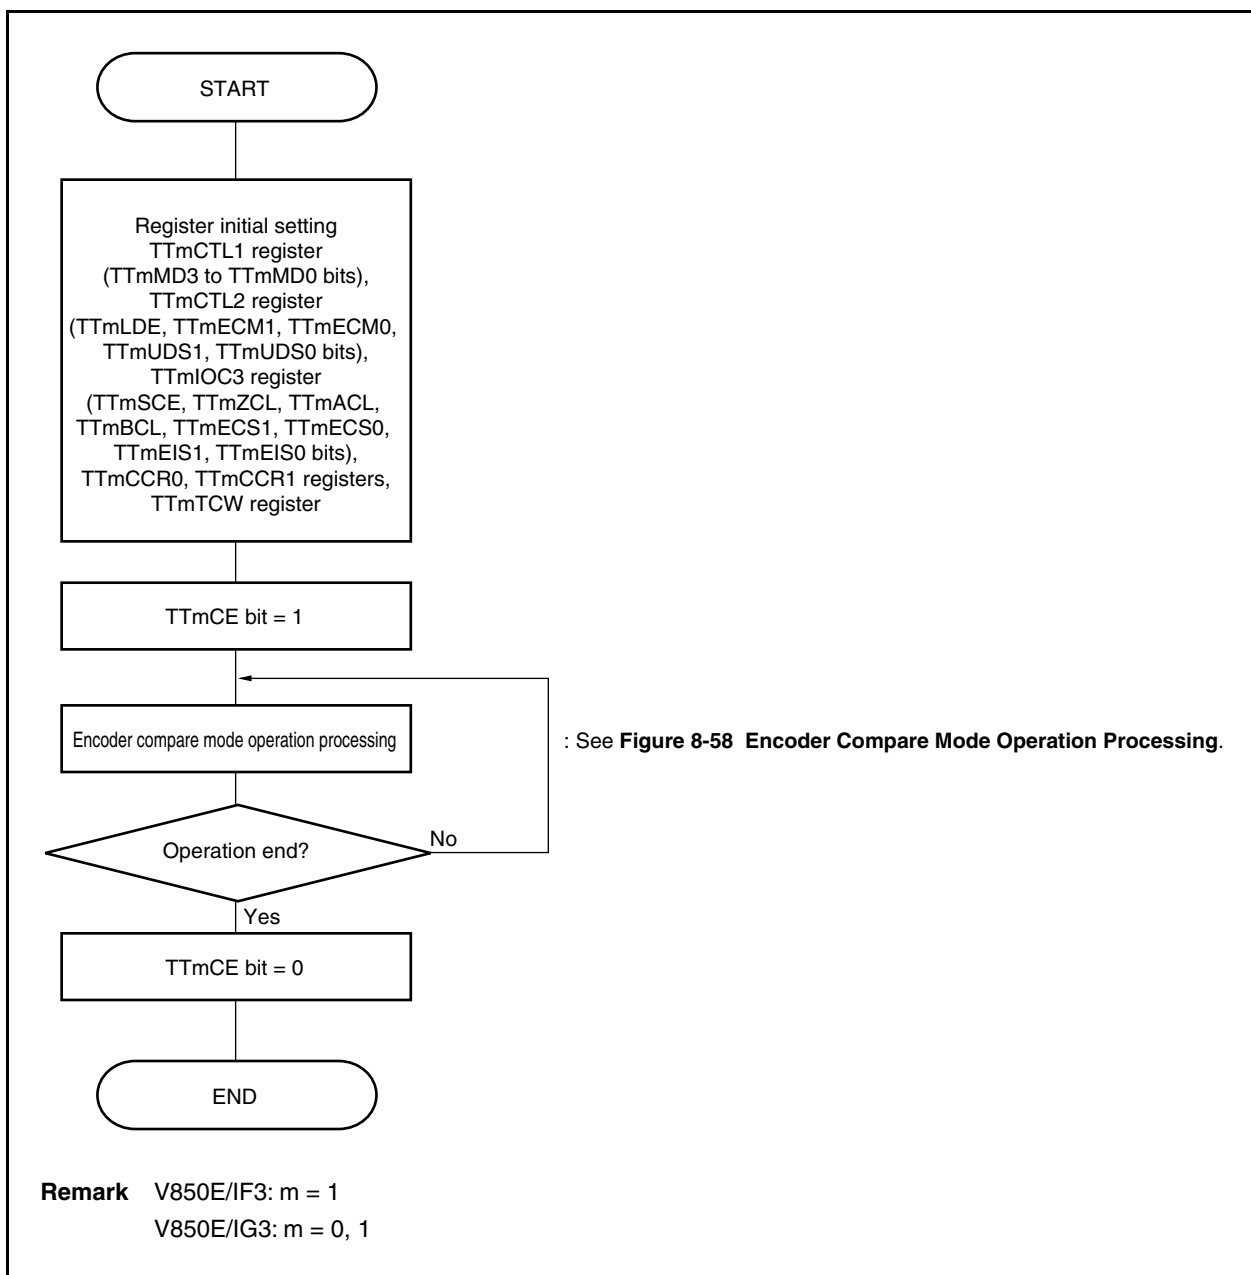 START
Register initial setting
TTmCTL1 register
(TTmMD3 to TTmMD0 bits),
TTmCTL2 register
(TTmLDE, TTmECM1, TTmECM0,
TTmUDS1, TTmUDS0 bits),
TTmIOC3 register
(TTmSCE, TTmZCL, TTmACL,
TTmBCL, TTmECS1, TTmECS0,
TTmEIS1, TTmEIS0 bits),
TTmCCR0, TTmCCR1 registers,
TTmTCW register
TTmCE bit = 1
Encoder compare mode operation processing
: See Figure 8-58  Encoder Compare Mode Operation Processing.
Operation end?
No
Yes
TTmCE bit = 0
END
Remark V850E/IF3: m = 1
V850E/IG3: m = 0, 1